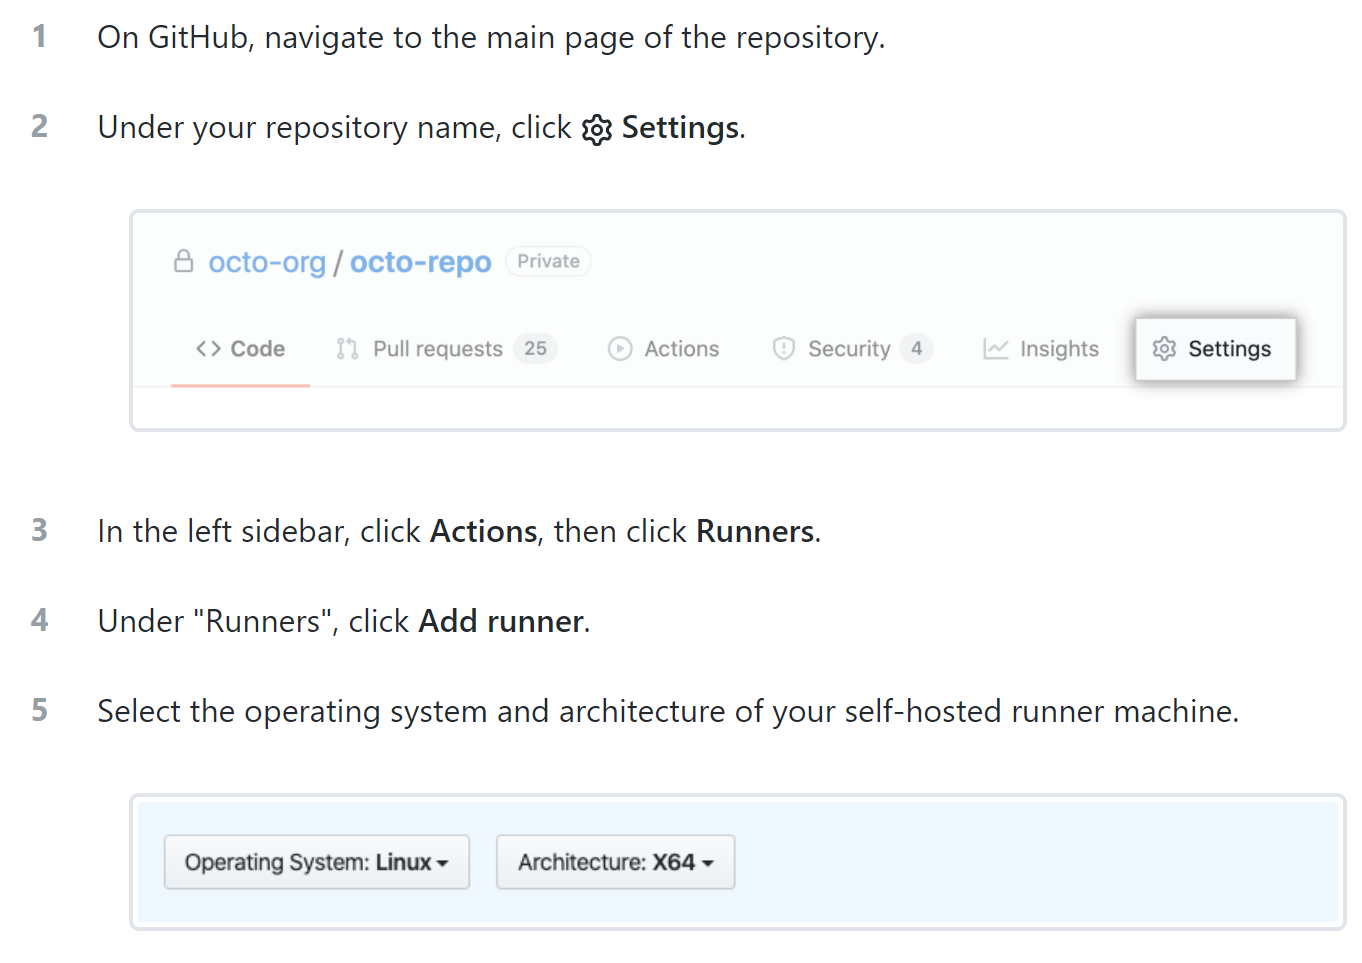 1 On GitHub, navigate to the main page of the repository.
2 Under your repository name, click Settings.
octo-org / octo-repo Private
<> Code Pull requests 25 Actions Security 4 Insights Settings
3 In the left sidebar, click Actions, then click Runners.
4 Under "Runners", click Add runner.
5 Select the operating system and architecture of your self-hosted runner machine.
Operating System: Linux Architecture: X64